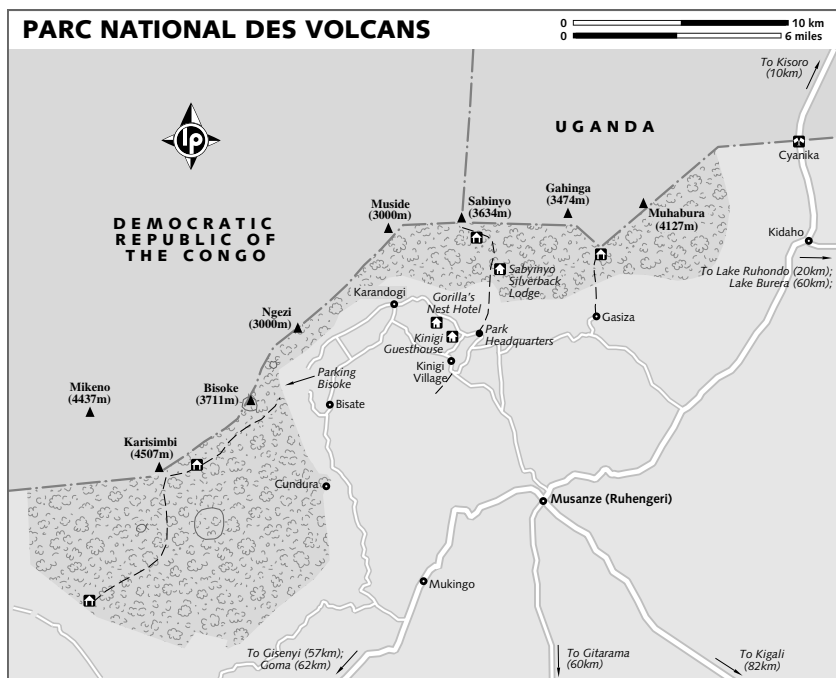 PARC NATIONAL DES VOLCANS
0 10 km
0 6 miles
To Kisoro
(10km)
lp
UGANDA
Cyanika
DEMOCRATIC
REPUBLIC OF
THE CONGO
Muside
(3000m)
Sabinyo
(3634m)
Gahinga
(3474m)
Muhabura
(4127m)
Kidaho
To Lake Ruhondo (20km);
Lake Burera (60km);
Sabyinyo
Silverback
Lodge
Karandogi
Gorilla's
Nest Hotel
Ngezi
(3000m)
Gasiza
Kinigi
Guesthouse
Park
Headquarters
Kinigi
Village
Parking
Bisoke
Mikeno
(4437m)
Bisoke
(3711m)
Bisate
Karisimbi
(4507m)
Cundura
Musanze (Ruhengeri)
Mukingo
To Gisenyi (57km);
Goma (62km)
To Gitarama
(60km)
To Kigali
(82km)